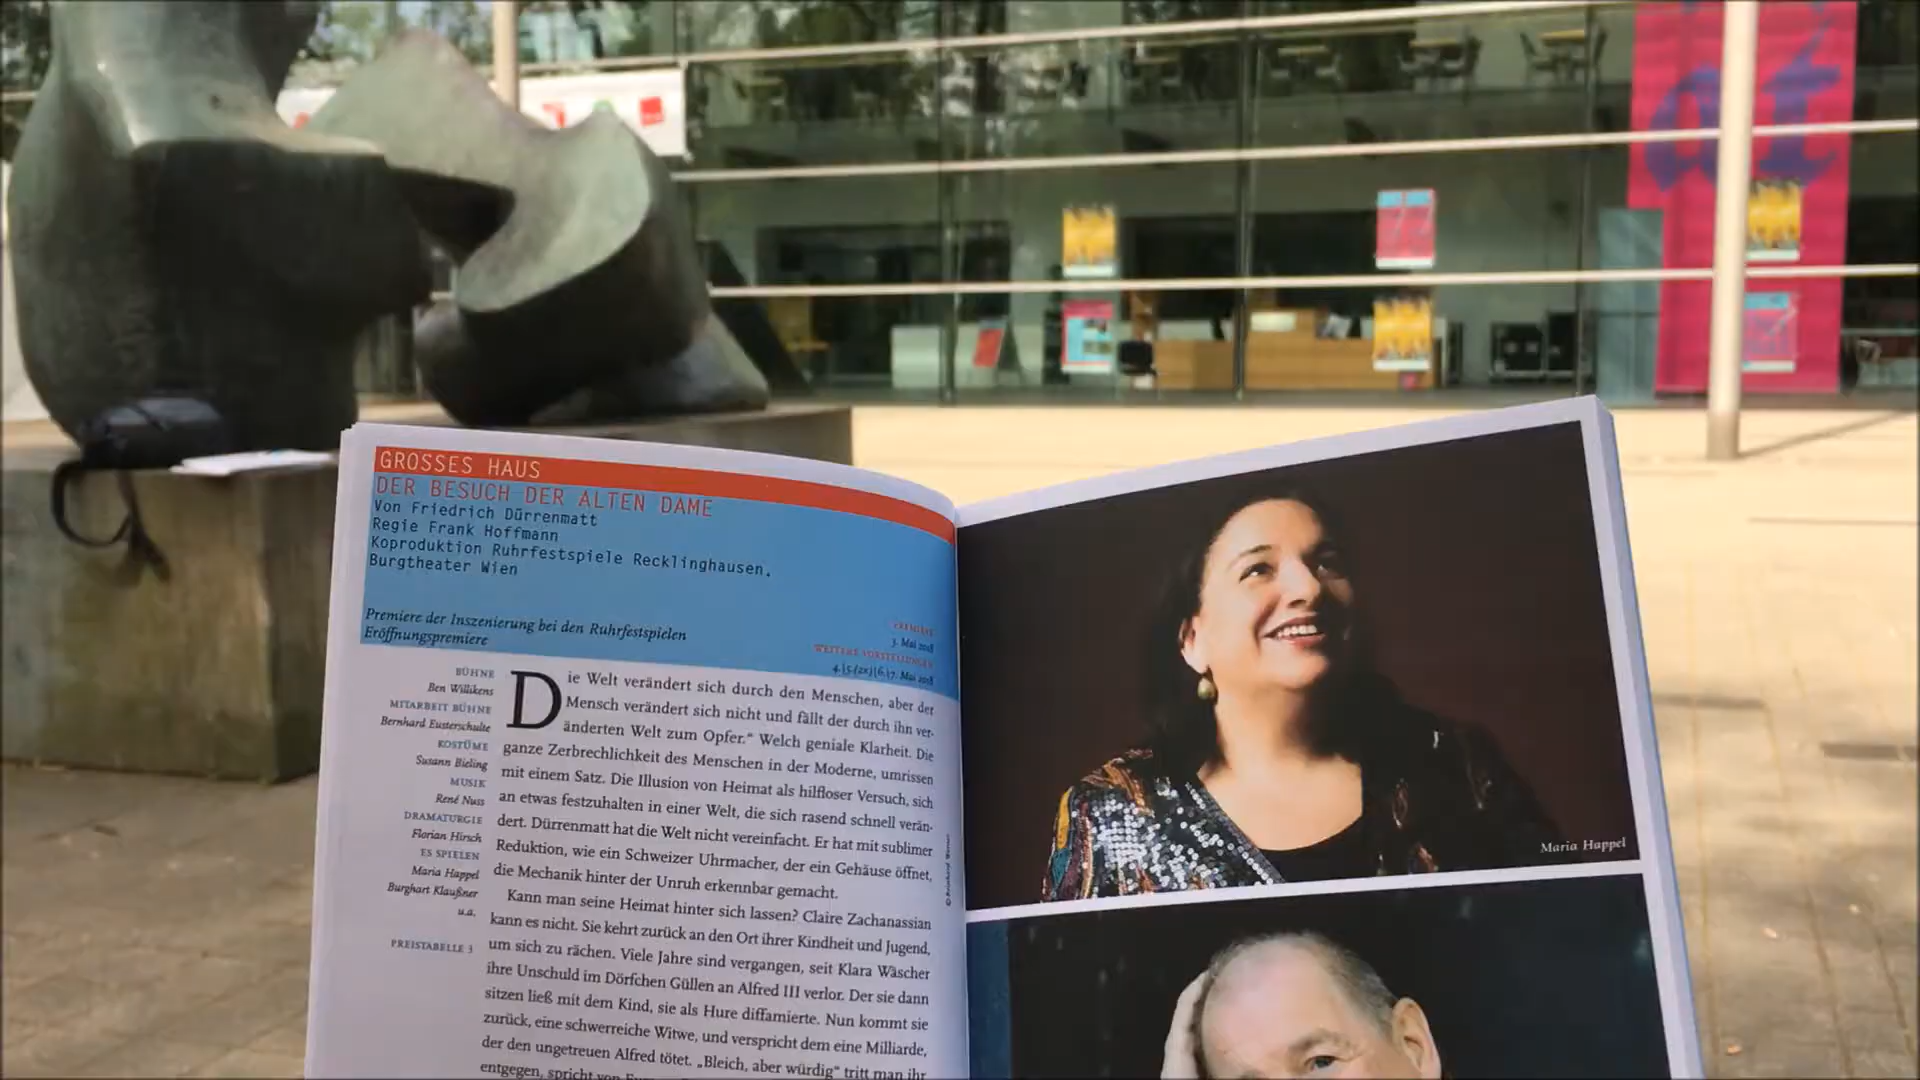 GROSSES HAUS
DER BESUCH DER ALTEN DAME
Von Friedrich Dürrenmatt
Regie Frank Hoffmann
Koproduktion Ruhrfestspiele Recklinghausen,
Burgtheater Wien
Premiere der Inszenierung bei den Ruhrfestspielen
Eröffnungspremiere
PREMIERE
3. Mai 2018
WEITERE VORSTELLUNGEN
4.|5.(2x)|6.|7. Mai 2018
BÜHNE
Ben Willikens
MITARBEIT BÜHNE
Bernhard Eusterschulte
KOSTÜME
Susann Bieling
MUSIK
René Nuss
DRAMATURGIE
Florian Hirsch
ES SPIELEN
Maria Happel
Burghart Klaußner
u.a.
PREISTABELLE 3
Die Welt verändert sich durch den Menschen, aber der
Mensch verändert sich nicht und fällt der durch ihn ver-
änderten Welt zum Opfer.“ Welch geniale Klarheit. Die
ganze Zerbrechlichkeit des Menschen in der Moderne, umrissen
mit einem Satz. Die Illusion von Heimat als hilfloser Versuch, sich
an etwas festzuhalten in einer Welt, die sich rasend schnell verän-
dert. Dürrenmatt hat die Welt nicht vereinfacht. Er hat mit sublimer
Reduktion, wie ein Schweizer Uhrmacher, der ein Gehäuse öffnet,
die Mechanik hinter der Unruh erkennbar gemacht.
Kann man seine Heimat hinter sich lassen? Claire Zachanassian
kann es nicht. Sie kehrt zurück an den Ort ihrer Kindheit und Jugend,
um sich zu rächen. Viele Jahre sind vergangen, seit Klara Wäscher
ihre Unschuld im Dörfchen Güllen an Alfred Ill verlor. Der sie dann
sitzen ließ mit dem Kind, sie als Hure diffamierte. Nun kommt sie
zurück, eine schwerreiche Witwe, und verspricht dem eine Milliarde,
der den ungetreuen Alfred tötet. „Bleich, aber würdig“ tritt man ihr
entgegen, spricht von
Maria Happel